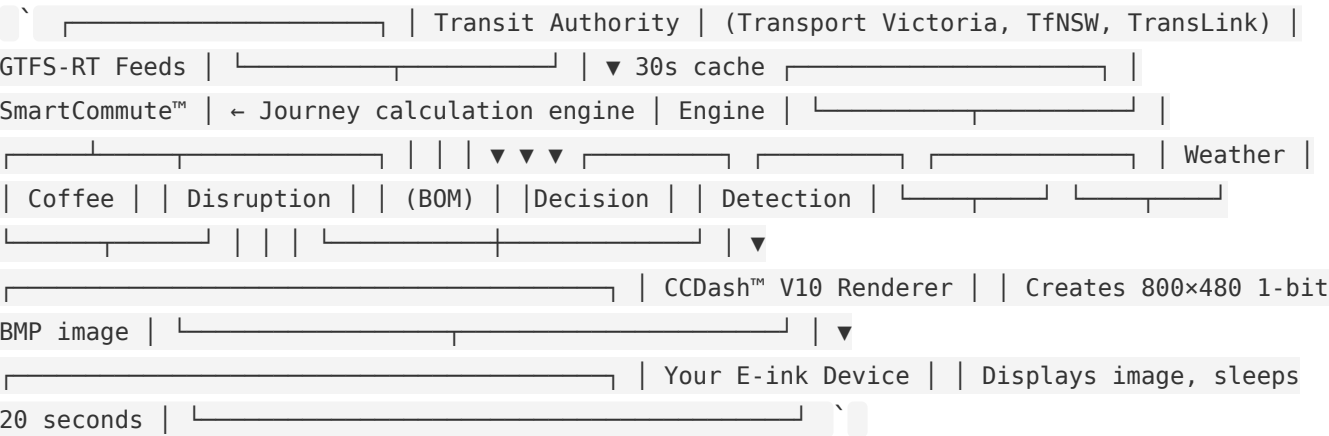 ` ┌─────────────────────┐ │ Transit Authority │ (Transport Victoria, TfNSW, TransLink) │
GTFS-RT Feeds │ └──────────┬──────────┘ │ ▼ 30s cache ┌─────────────────────┐ │
SmartCommute™ │ ← Journey calculation engine │ Engine │ └──────────┬──────────┘ │
┌─────┴─────┬─────────────┐ │ │ │ ▼ ▼ ▼ ┌─────────┐ ┌─────────┐ ┌─────────────┐ │ Weather │
│ Coffee │ │ Disruption │ │ (BOM) │ │Decision │ │ Detection │ └────┬────┘ └────┬────┘
└──────┬──────┘ │ │ │ └───────────┼─────────────┘ │ ▼
┌────────────────────────────────────────┐ │ CCDash™ V10 Renderer │ │ Creates 800×480 1-bit
BMP image │ └──────────────────┬──────────────────────┘ │ ▼
┌────────────────────────────────────────┐ │ Your E-ink Device │ │ Displays image, sleeps
20 seconds │ └────────────────────────────────────────┘ `